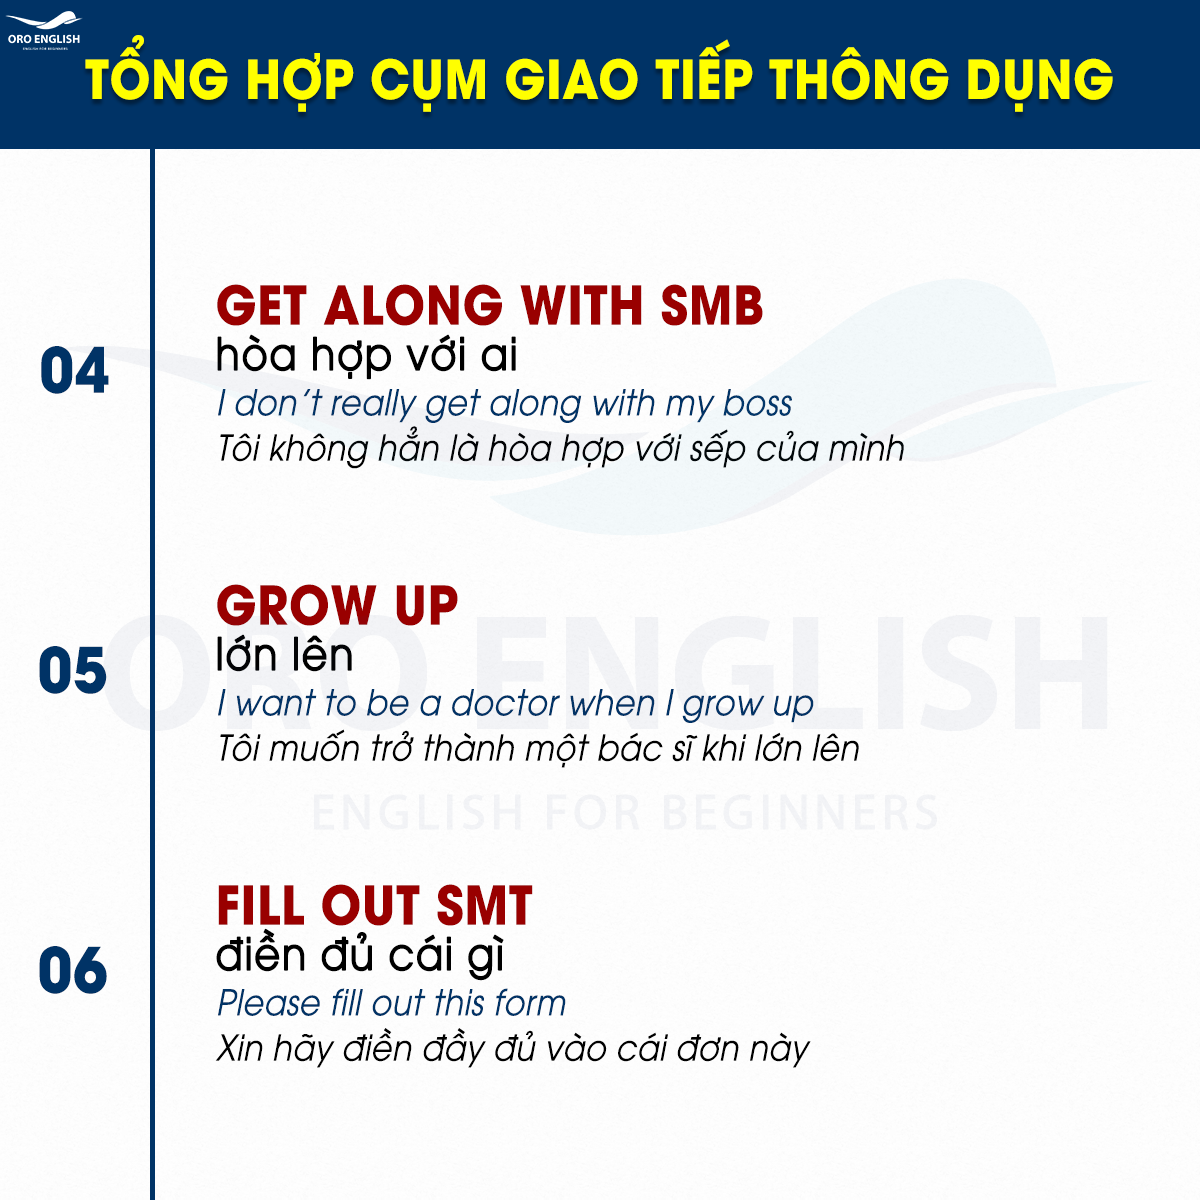 ORO ENGLISH
ENGLISH FOR BEGINNERS
TỔNG HỢP CỤM GIAO TIẾP THÔNG DỤNG
04
GET ALONG WITH SMB
hòa hợp với ai
I don't really get along with my boss
Tôi không hẳn là hòa hợp với sếp của mình
05
GROW UP
lớn lên
I want to be a doctor when I grow up
Tôi muốn trở thành một bác sĩ khi lớn lên
ORO ENGLISH
ENGLISH FOR BEGINNERS
06
FILL OUT SMT
điền đủ cái gì
Please fill out this form
Xin hãy điền đầy đủ vào cái đơn này